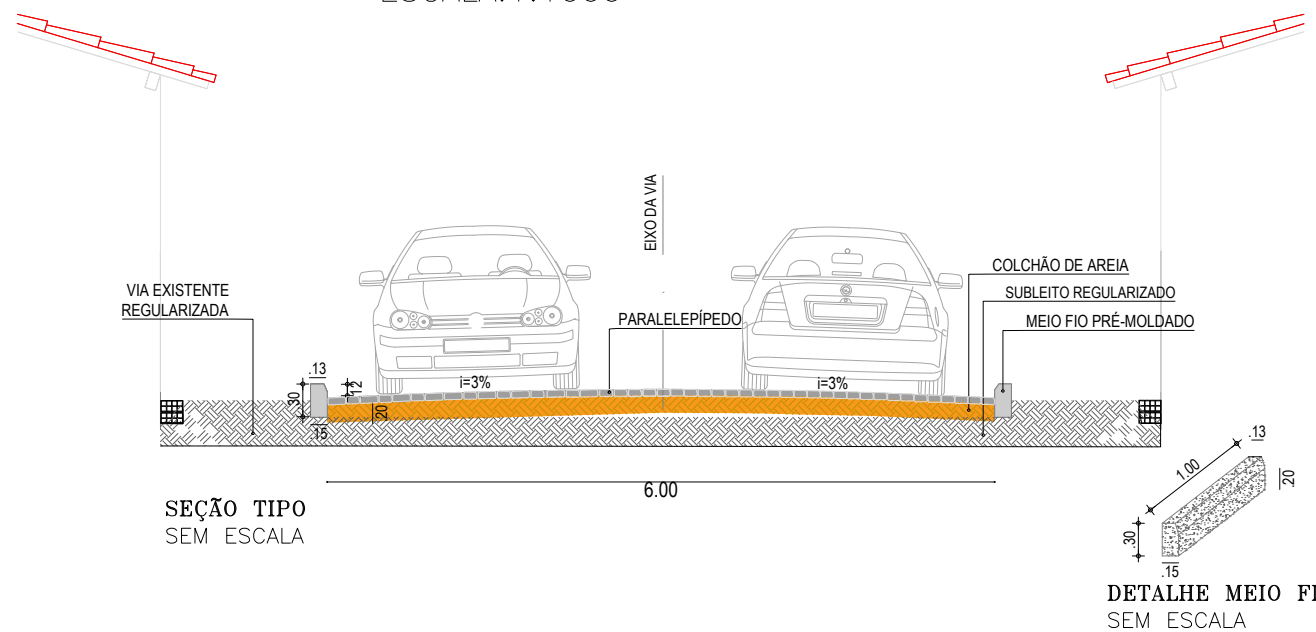 EIXO DA VIA
COLCHÃO DE AREIA
VIA EXISTENTE
REGULARIZADA
SUBLEITO REGULARIZADO
PARALELEPÍPEDO
MEIO FIO PRÉ-MOLDADO
.13
i=3%
i=3%
.30
.12
.20
.15
6.00
SEÇÃO TIPO
SEM ESCALA
.13
1.00
.20
.30
.15
DETALHE MEIO
SEM ESCALA